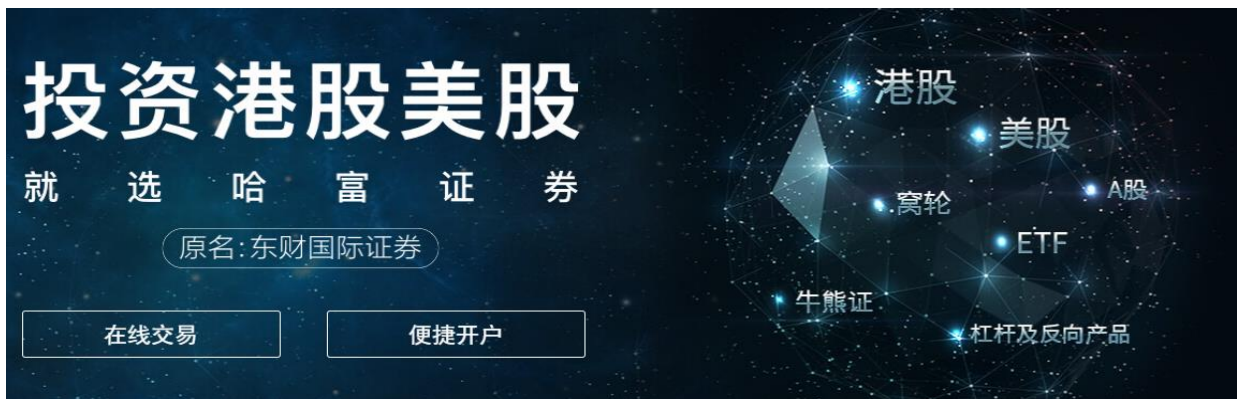 投资港股美股
就选哈富证券
原名:东财国际证券
在线交易
便捷开户
港股
美股
A股
窝轮
ETF
牛熊证
杠杆及反向产品